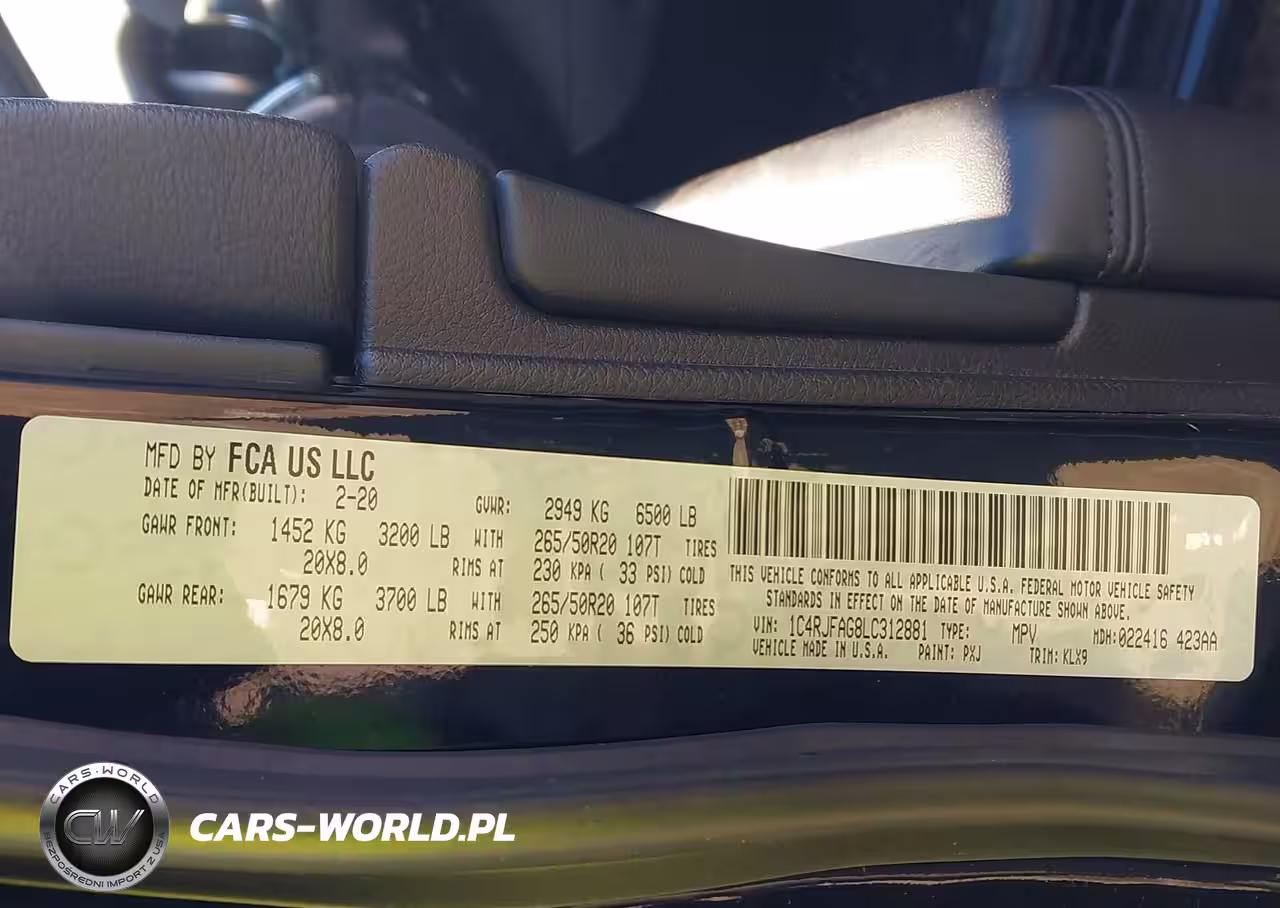 MFD BY FCA US LLC
DATE OF MFR(BUILT): 2-20 GVWR: 2949 KG 6500 LB
GAWR FRONT: 1452 KG 3200 LB WITH 265/50R20 107T TIRES
20X8.0 RIMS AT 230 KPA ( 33 PSI) COLD
GAWR REAR: 1679 KG 3700 LB WITH 265/50R20 107T TIRES
20X8.0 RIMS AT 250 KPA ( 36 PSI) COLD
THIS VEHICLE CONFORMS TO ALL APPLICABLE U.S.A. FEDERAL MOTOR VEHICLE SAFETY
STANDARDS IN EFFECT ON THE DATE OF MANUFACTURE SHOWN ABOVE.
VIN: 1C4RJFAG8LC312881 TYPE: MPV MDH:022416 423AA
VEHICLE MADE IN U.S.A. PAINT: PXJ TRIM: KLX9
CARS-WORLD
CW
BEZPOŚREDNI IMPORT Z USA
CARS-WORLD.PL